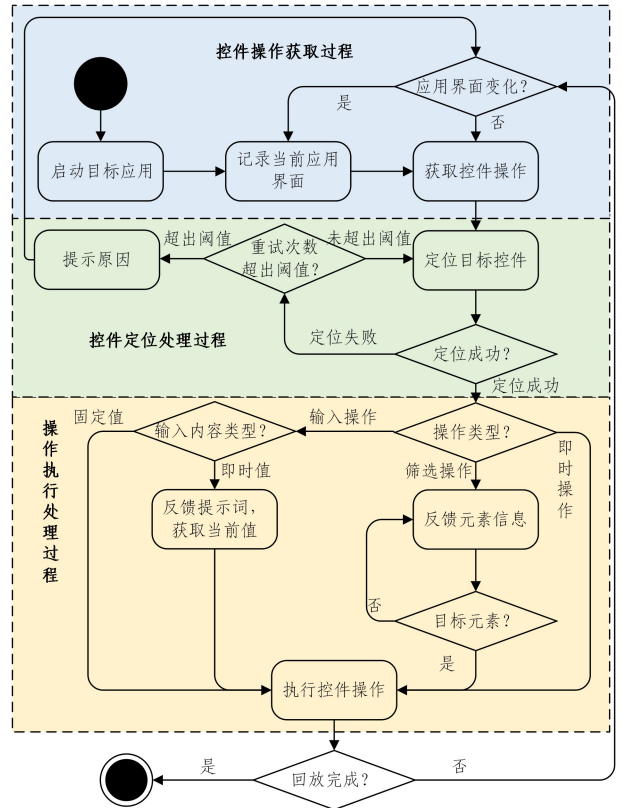 控件操作获取过程
应用界面变化?
是
否
启动目标应用
记录当前应用
界面
获取控件操作
超出阈值
重试次数
超出阈值?
未超出阈值
提示原因
定位目标控件
控件定位处理过程
定位失败
定位成功?
定位成功
固定值
输入内容类型?
输入操作
操作类型?
操作执行处理过程
即时值
筛选操作
即时操作
反馈提示词,
获取当前值
反馈元素信息
否
目标元素?
是
执行控件操作
是
回放完成?
否